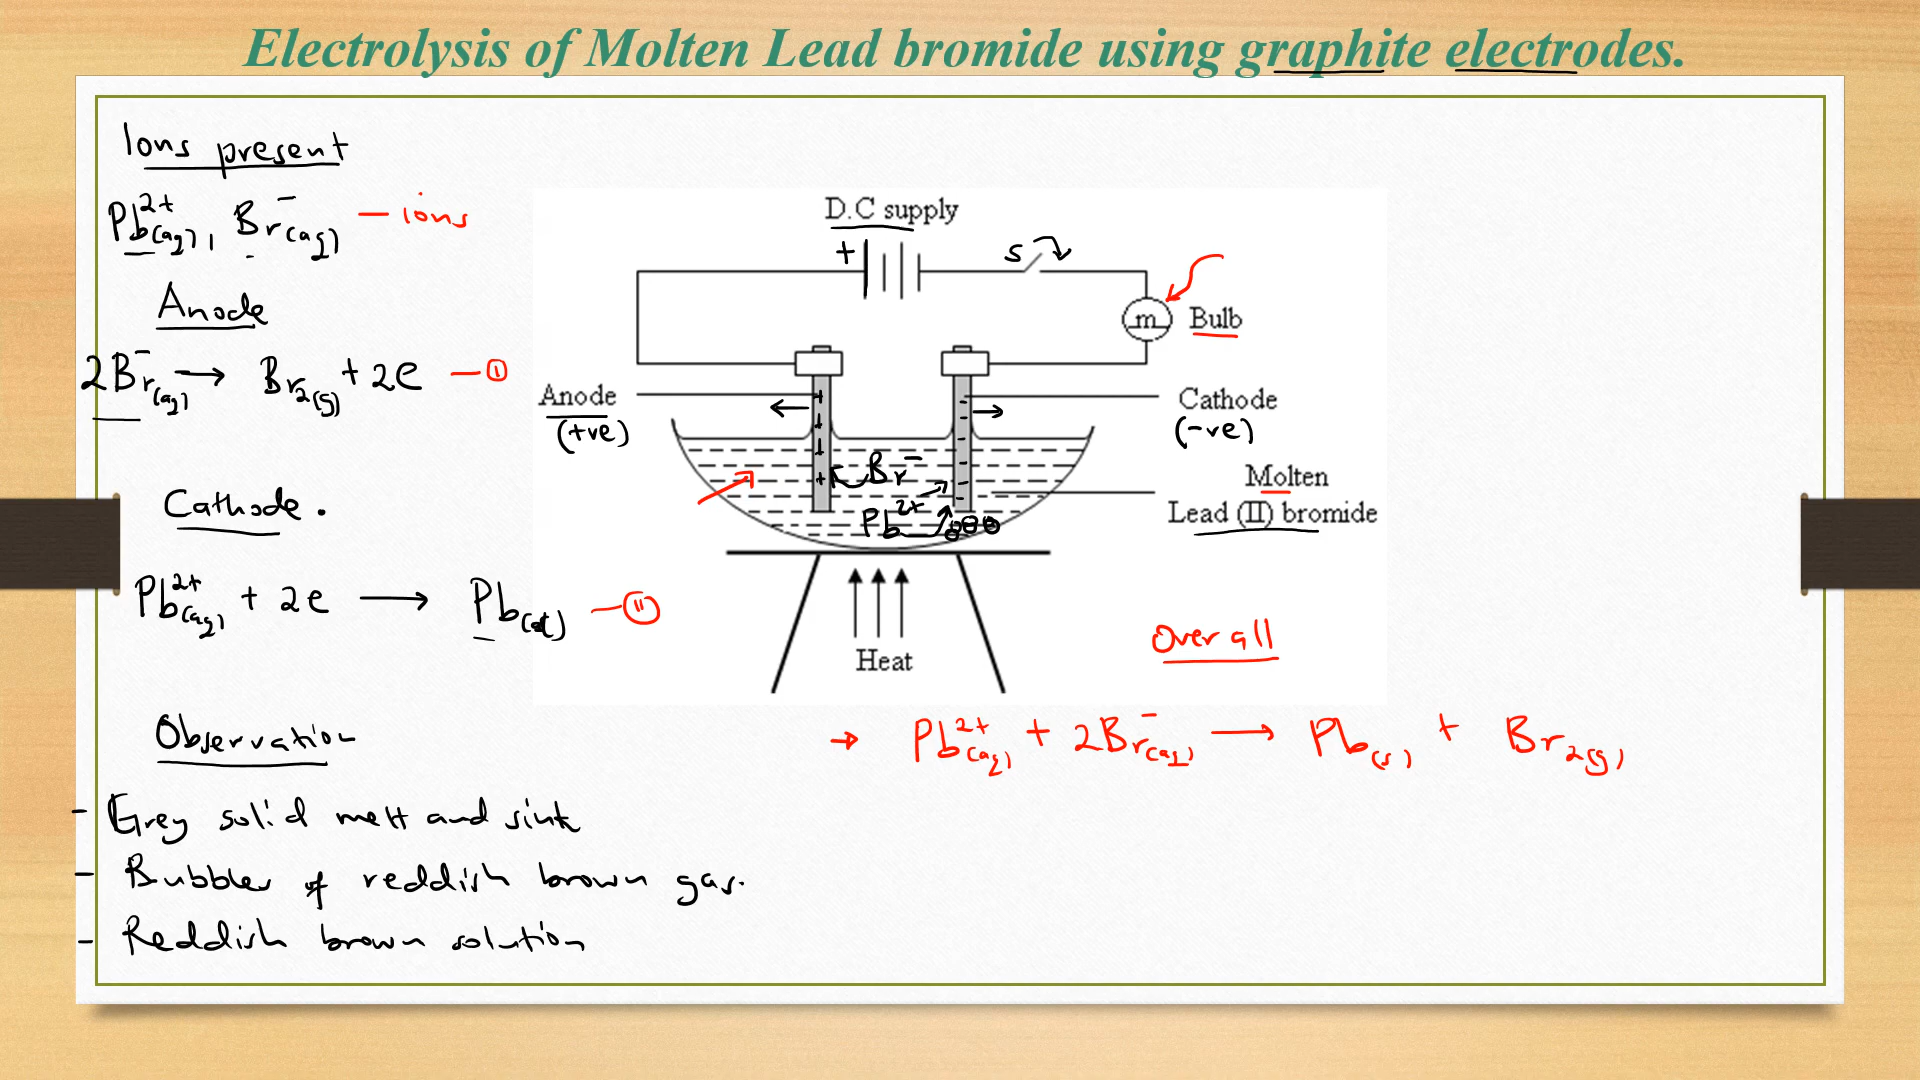 Electrolysis of Molten Lead bromide using graphite electrodes.
Ions present
Pb²⁺(aq), Br⁻(aq) — ions
Anode
2Br⁻(aq) → Br₂(g) + 2e — ①
Cathode.
Pb²⁺(aq) + 2e → Pb(l) — ⑪
Observation
- Grey solid melt and sink
- Bubbles of reddish brown gas.
- Reddish brown solution
D.C supply
+
S
m
Bulb
Anode
(+ve)
Cathode
(-ve)
Br⁻
Pb²⁺
Molten
Lead (II) bromide
Heat
Over all
→ Pb²⁺(aq) + 2Br⁻(aq) → Pb(s) + Br₂(g)